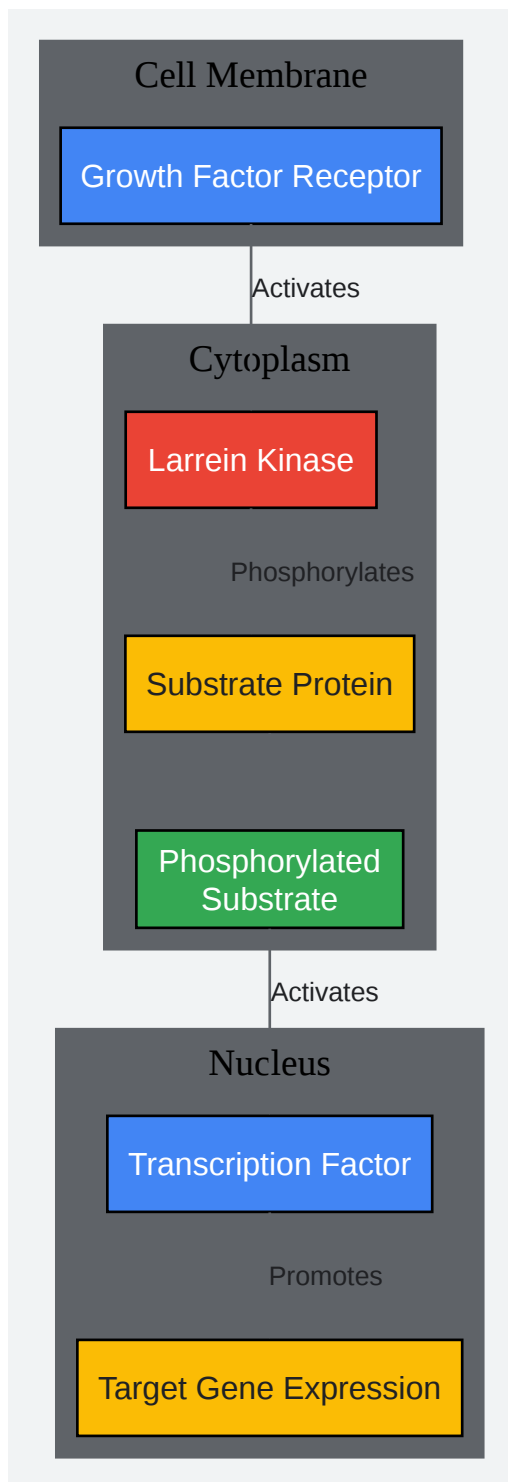 Cell Membrane
Growth Factor Receptor
Activates
Cytoplasm
Larrein Kinase
Phosphorylates
Substrate Protein
Phosphorylated
Substrate
Activates
Nucleus
Transcription Factor
Promotes
Target Gene Expression